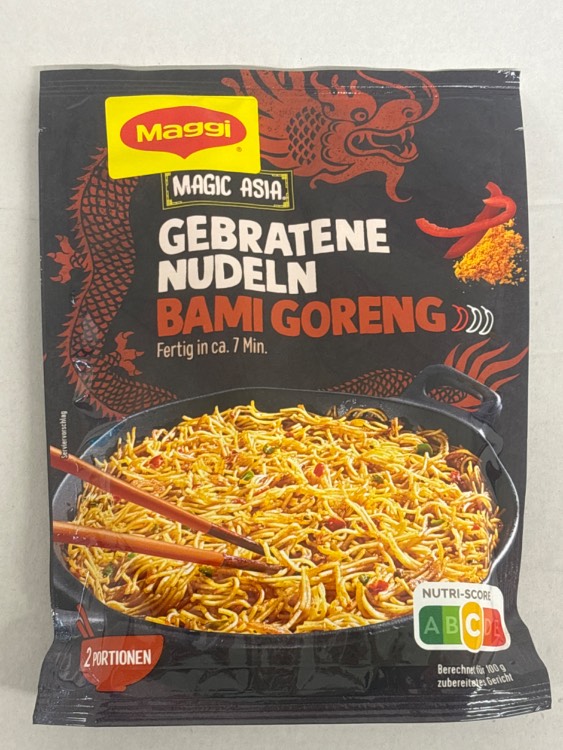 Maggi
MAGIC ASIA
GEBRATENE
NUDELN
BAMI GORENG
Fertig in ca. 7 Min.
Serviervorschlag
2 PORTIONEN
NUTRI-SCORE
A B C D E
Berechnet für 100 g
zubereitetes Gericht